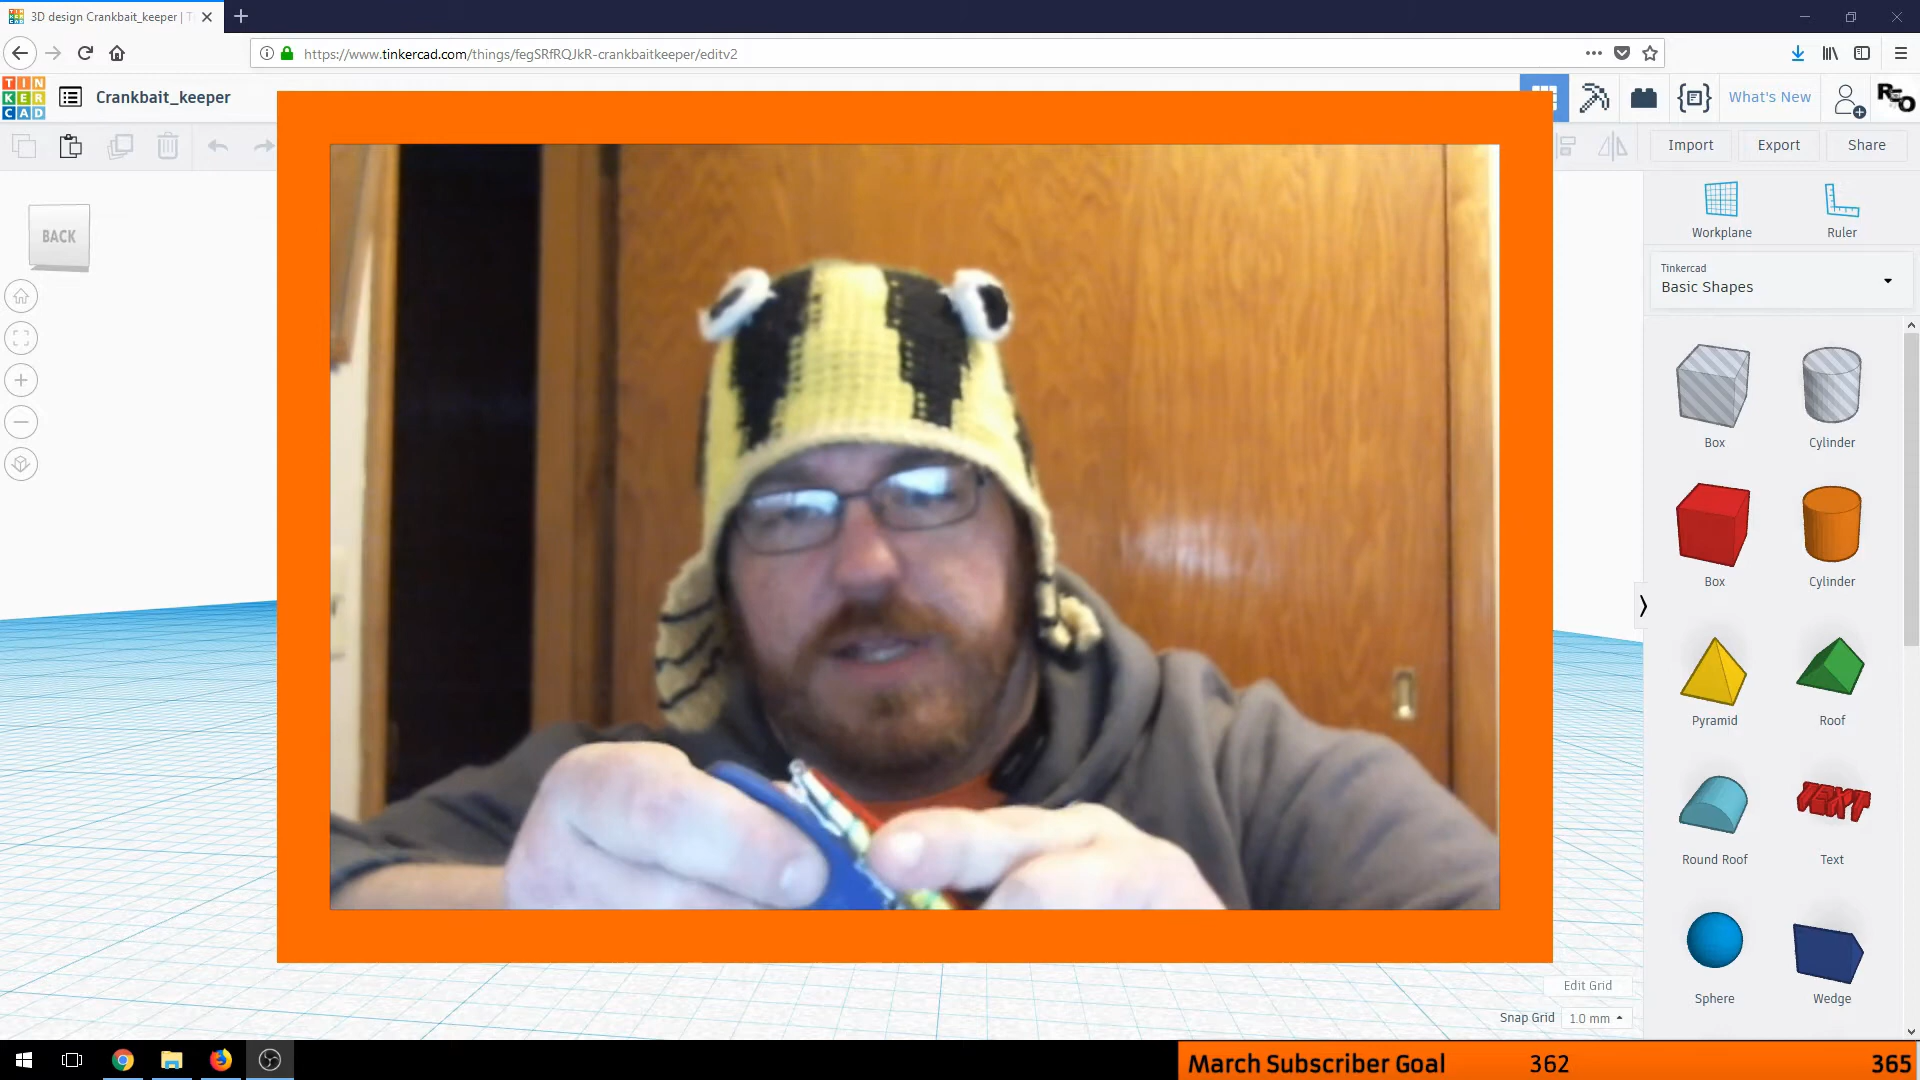 3D design Crankbait_keeper | T
https://www.tinkercad.com/things/fegSRfRQJkR-crankbaitkeeper/editv2
TIN
KER
CAD
Crankbait_keeper
What's New
Import
Export
Share
BACK
Workplane
Ruler
Tinkercad
Basic Shapes
Box
Cylinder
Box
Cylinder
Pyramid
Roof
Round Roof
TEXT
Text
Sphere
Wedge
Edit Grid
Snap Grid
1.0 mm
March Subscriber Goal 362 365